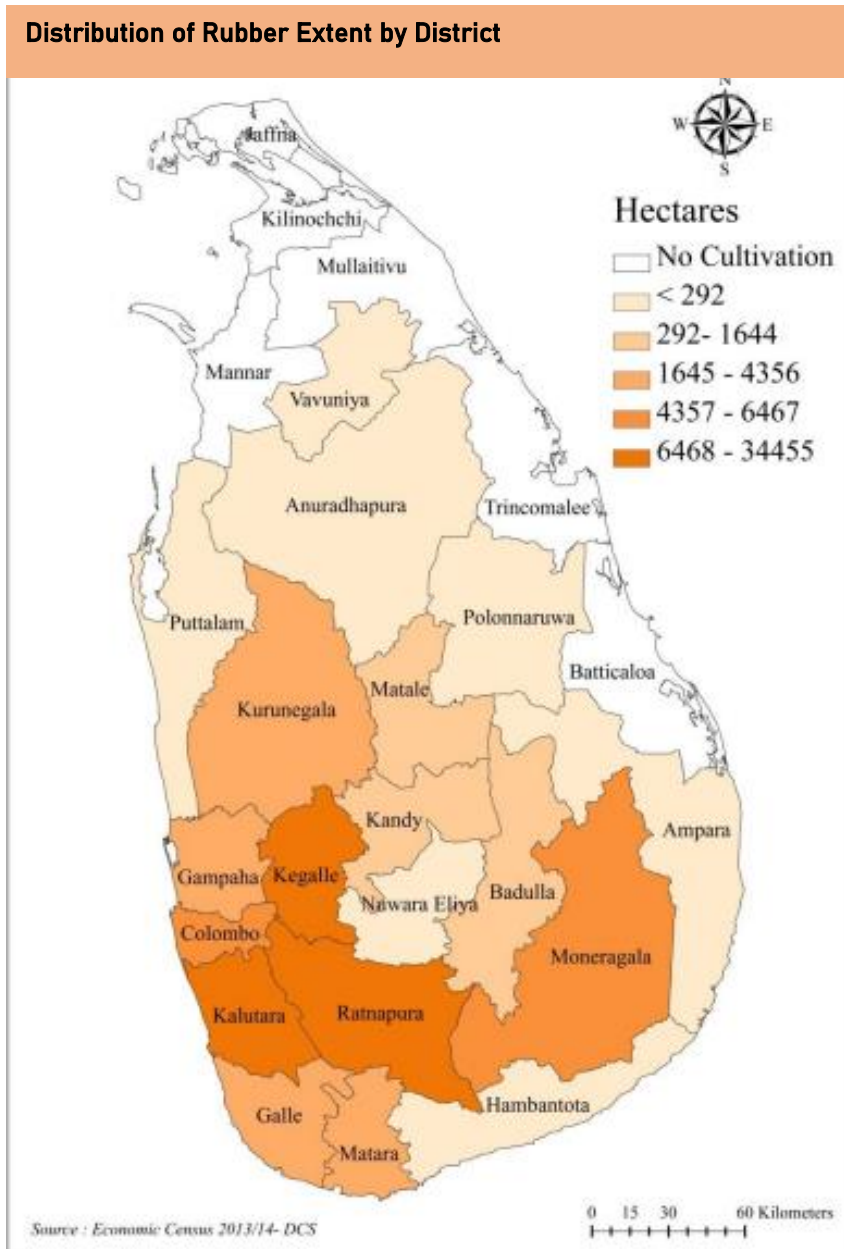 Distribution of Rubber Extent by District
N
W E
S
Hectares
No Cultivation
< 292
292- 1644
1645 - 4356
4357 - 6467
6468 - 34455
Jaffna
Kilinochchi
Mullaitivu
Mannar
Vavuniya
Anuradhapura
Trincomalee
Puttalam
Polonnaruwa
Batticaloa
Matale
Kurunegala
Kandy
Ampara
Gampaha
Kegalle
Badulla
Nuwara Eliya
Colombo
Moneragala
Kalutara
Ratnapura
Galle
Hambantota
Matara
0 15 30 60 Kilometers
Source : Economic Census 2013/14- DCS